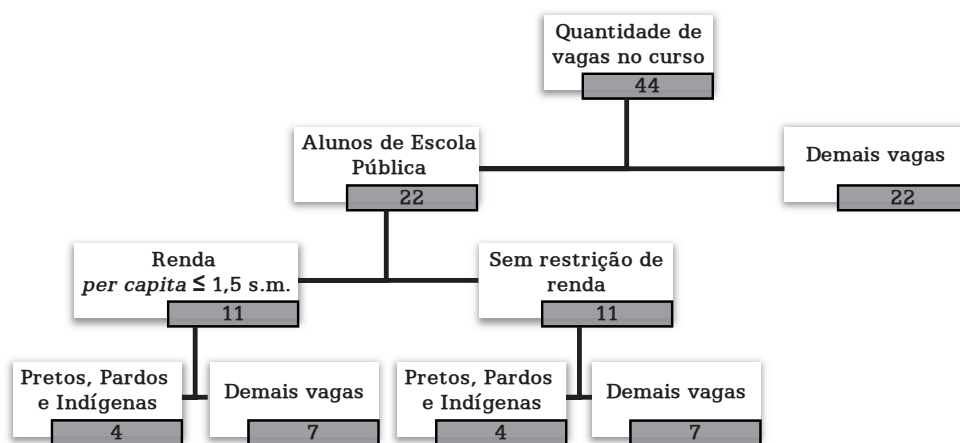 Quantidade de
vagas no curso
44
Alunos de Escola
Pública
22
Demais vagas
22
Renda
per capita ≤ 1,5 s.m.
11
Sem restrição de
renda
11
Pretos, Pardos
e Indígenas
4
Demais vagas
7
Pretos, Pardos
e Indígenas
4
Demais vagas
7